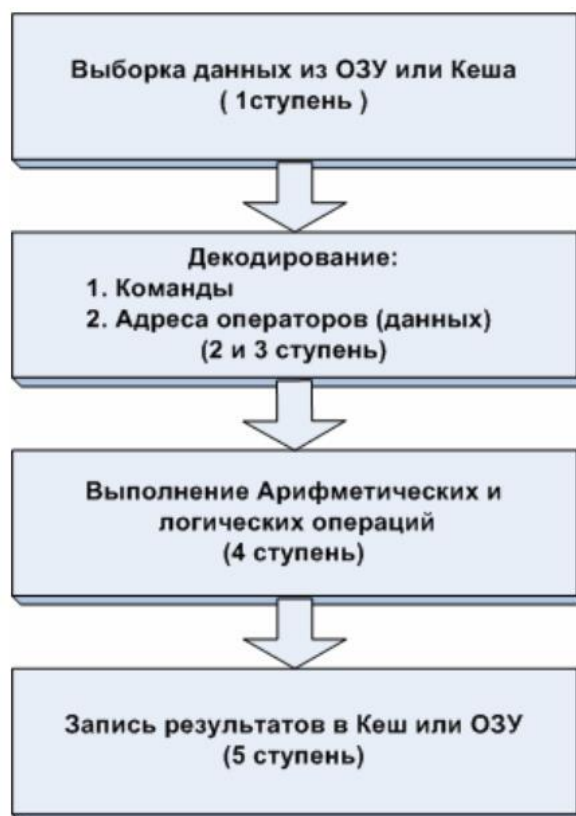 Выборка данных из ОЗУ или Кеша
( 1ступень )
Декодирование:
1. Команды
2. Адреса операторов (данных)
(2 и 3 ступень)
Выполнение Арифметических и
логических операций
(4 ступень)
Запись результатов в Кеш или ОЗУ
(5 ступень)